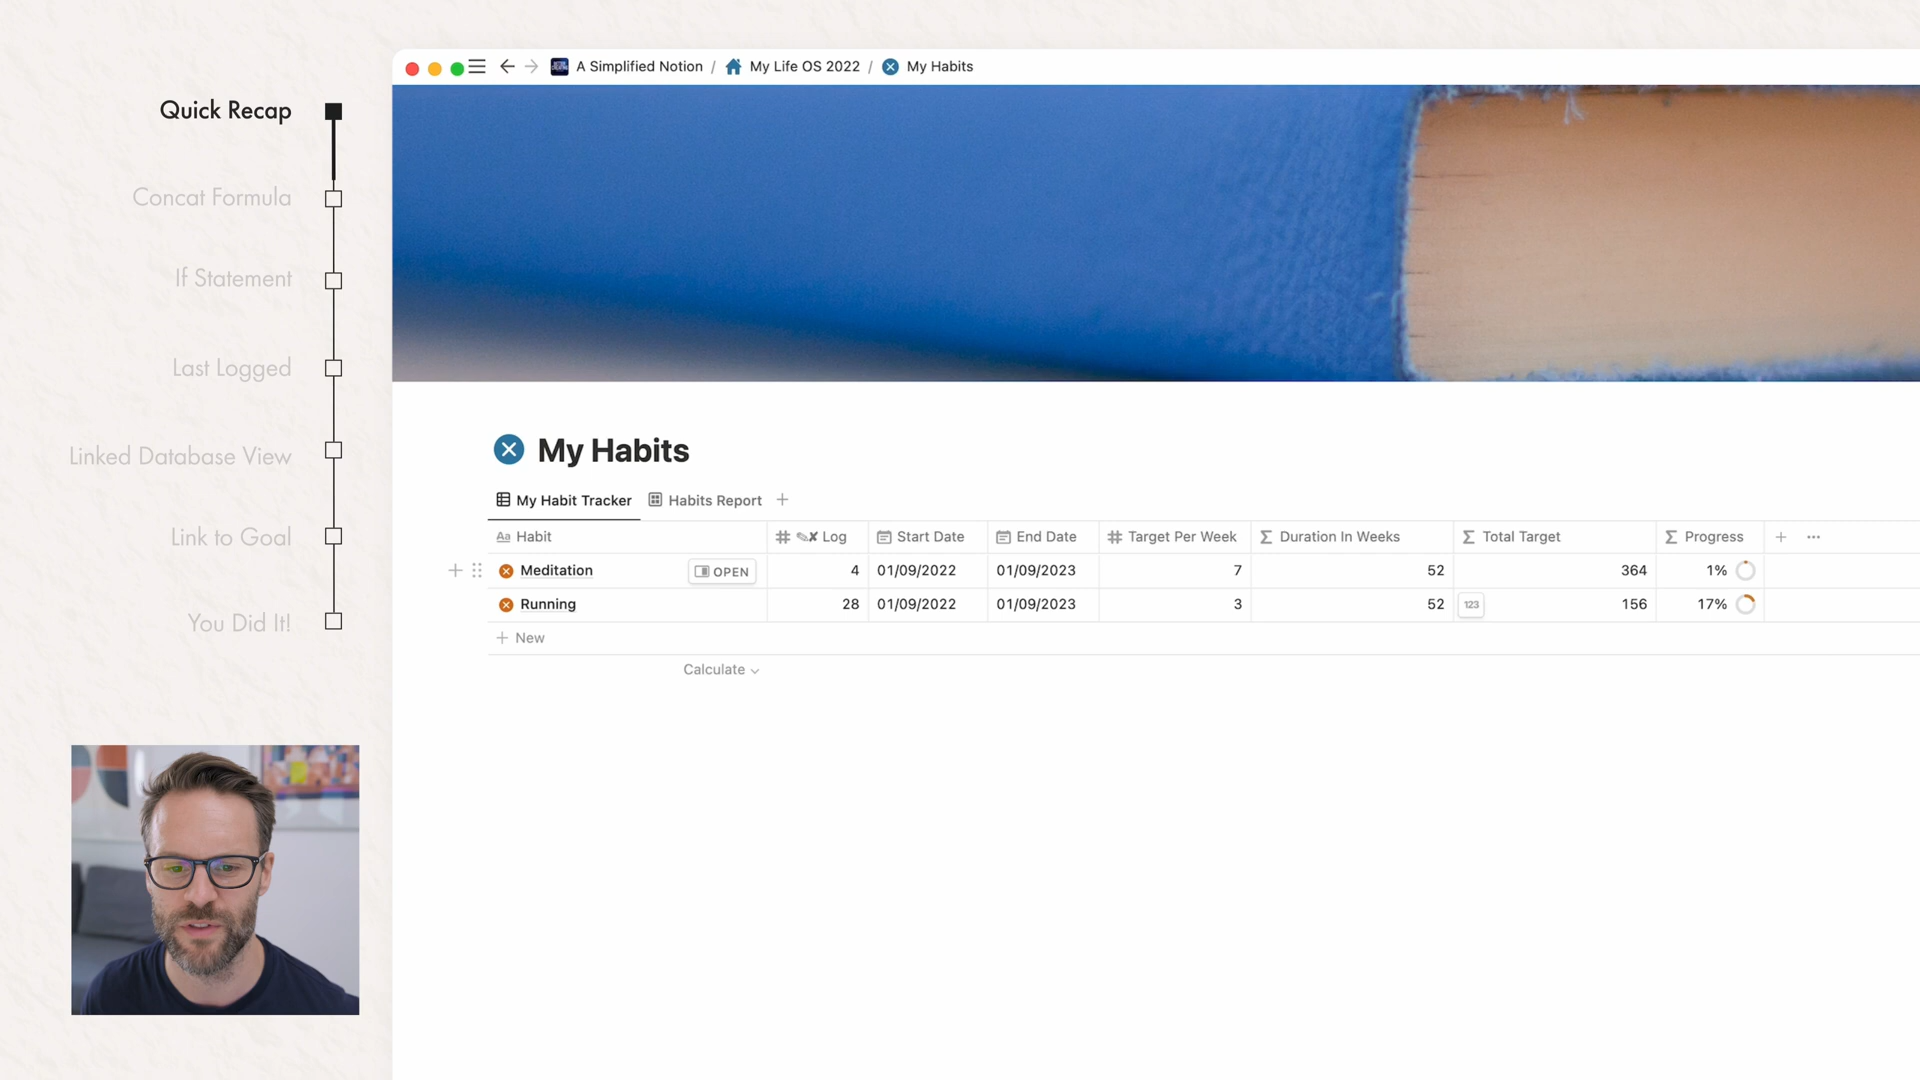 Quick Recap
Concat Formula
If Statement
Last Logged
Linked Database View
Link to Goal
You Did It!
A Simplified Notion / My Life OS 2022 / My Habits
My Habits
My Habit Tracker Habits Report
Aa Habit # ✎✘ Log Start Date End Date # Target Per Week Σ Duration In Weeks Σ Total Target Σ Progress + ···
Meditation OPEN 4 01/09/2022 01/09/2023 7 52 364 1%
Running 28 01/09/2022 01/09/2023 3 52 123 156 17%
+ New
Calculate